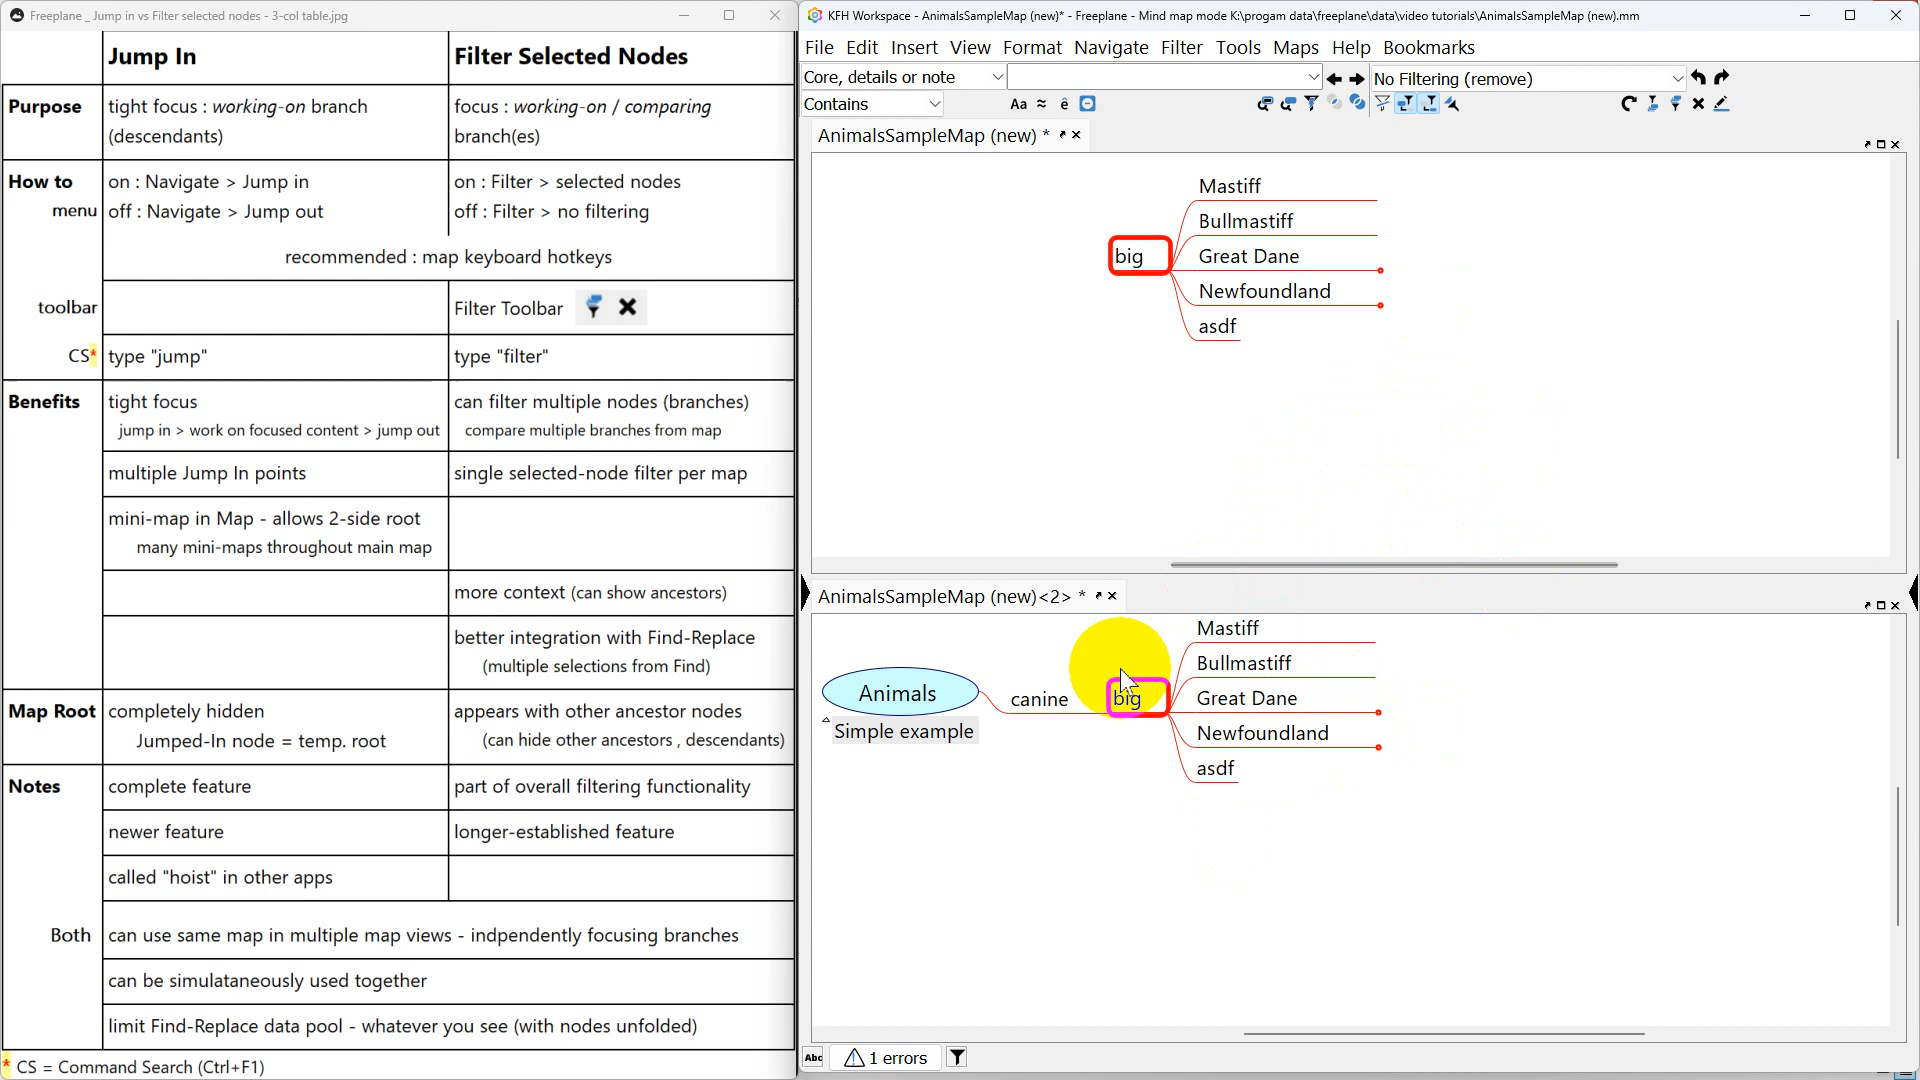 Freeplane _ Jump in vs Filter selected nodes - 3-col table.jpg
Jump In
Filter Selected Nodes
Purpose
tight focus : working-on branch
(descendants)
focus : working-on / comparing
branch(es)
How to
menu
on : Navigate > Jump in
off : Navigate > Jump out
on : Filter > selected nodes
off : Filter > no filtering
recommended : map keyboard hotkeys
toolbar
Filter Toolbar
CS*
type "jump"
type "filter"
Benefits
tight focus
jump in > work on focused content > jump out
can filter multiple nodes (branches)
compare multiple branches from map
multiple Jump In points
single selected-node filter per map
mini-map in Map - allows 2-side root
many mini-maps throughout main map
more context (can show ancestors)
better integration with Find-Replace
(multiple selections from Find)
Map Root
completely hidden
Jumped-In node = temp. root
appears with other ancestor nodes
(can hide other ancestors , descendants)
Notes
complete feature
part of overall filtering functionality
newer feature
longer-established feature
called "hoist" in other apps
Both
can use same map in multiple map views - indpendently focusing branches
can be simulataneously used together
limit Find-Replace data pool - whatever you see (with nodes unfolded)
* CS = Command Search (Ctrl+F1)
KFH Workspace - AnimalsSampleMap (new)* - Freeplane - Mind map mode K:\progam data\freeplane\data\video tutorials\AnimalsSampleMap (new).mm
File Edit Insert View Format Navigate Filter Tools Maps Help Bookmarks
Core, details or note
No Filtering (remove)
Contains
Aa ≈ ê
AnimalsSampleMap (new) *
big
Mastiff
Bullmastiff
Great Dane
Newfoundland
asdf
AnimalsSampleMap (new)<2> *
Animals
Simple example
canine
big
Mastiff
Bullmastiff
Great Dane
Newfoundland
asdf
Abc
1 errors